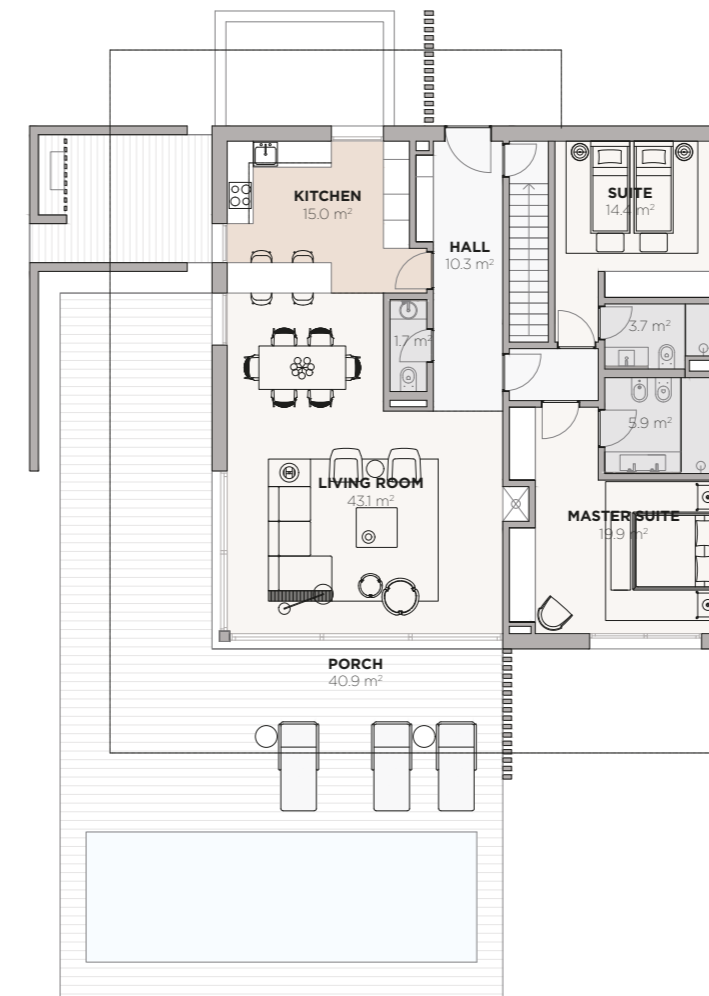 KITCHEN
15.0 m²
SUITE
14.4 m²
HALL
10.3 m²
1.7 m²
3.7 m²
5.9 m²
LIVING ROOM
43.1 m²
MASTER SUITE
19.9 m²
PORCH
40.9 m²